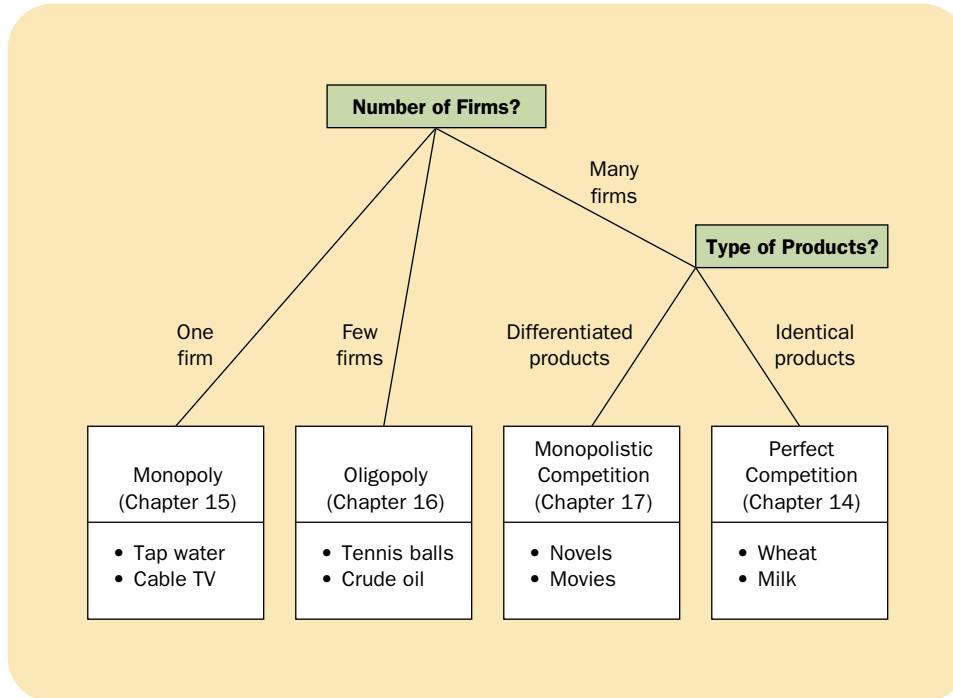 Number of Firms?
Many
firms
Type of Products?
One
firm
Few
firms
Differentiated
products
Identical
products
Monopoly
(Chapter 15)
• Tap water
• Cable TV
Oligopoly
(Chapter 16)
• Tennis balls
• Crude oil
Monopolistic
Competition
(Chapter 17)
• Novels
• Movies
Perfect
Competition
(Chapter 14)
• Wheat
• Milk